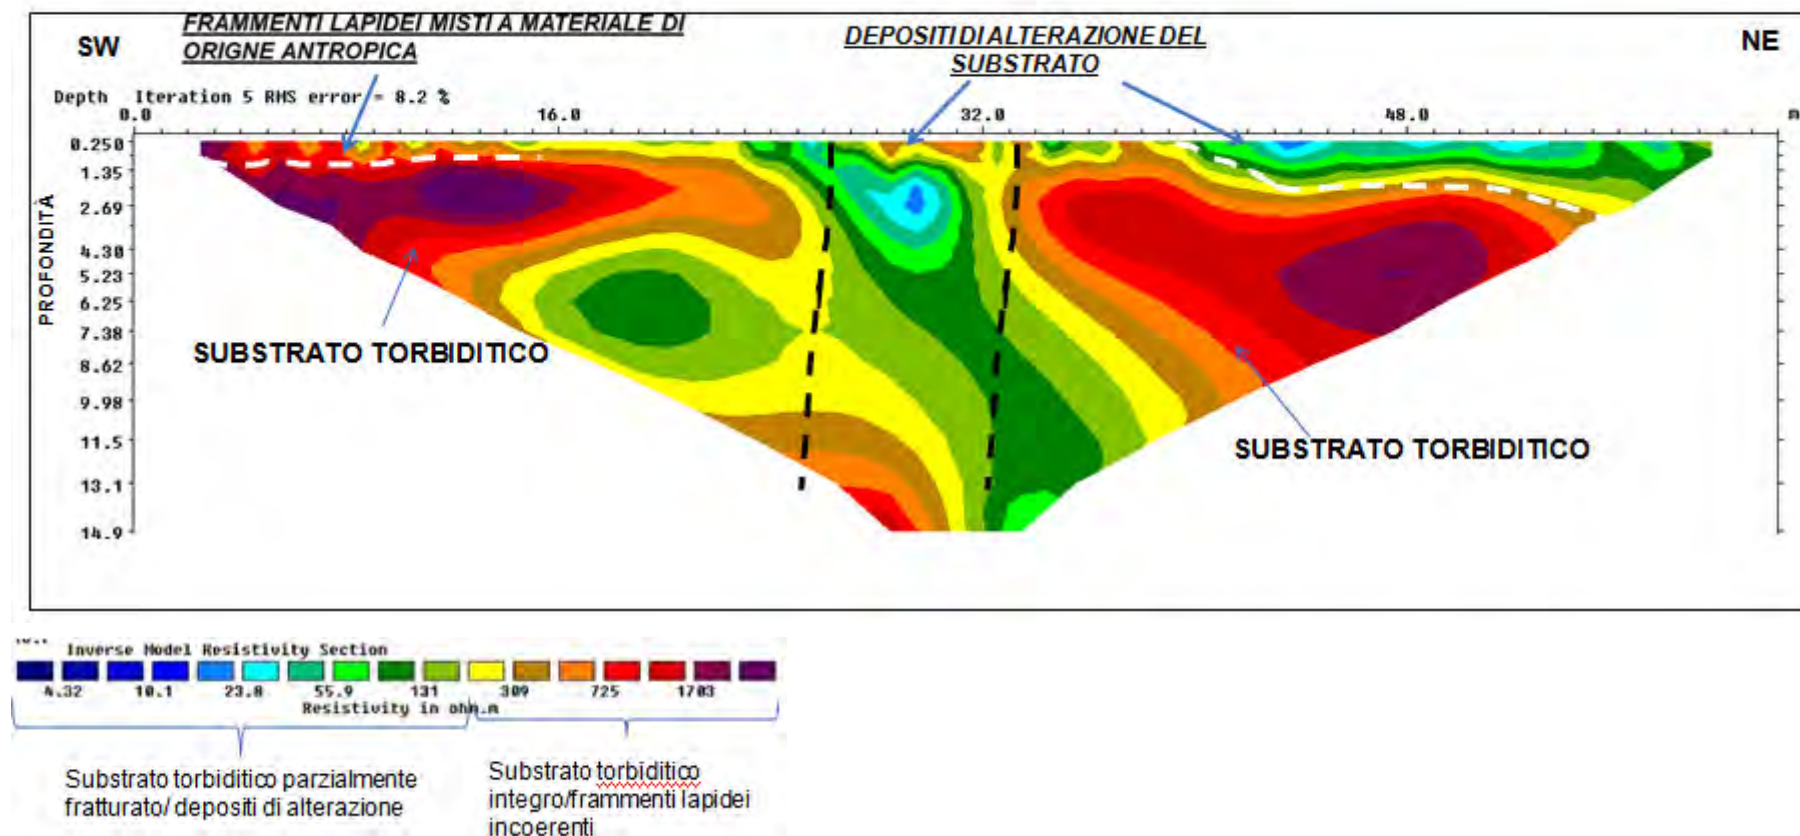 FRAMMENTI LAPIDEI MISTI A MATERIALE DI
ORIGNE ANTROPICA
SW
DEPOSITI DI ALTERAZIONE DEL
SUBSTRATO
NE
Depth Iteration 5 RMS error = 8.2 %
0.0 16.0 32.0 48.0 m
PROFONDITÀ
0.250
1.35
2.69
4.30
5.23
6.25
7.38
8.62
9.98
11.5
13.1
14.9
SUBSTRATO TORBIDITICO
SUBSTRATO TORBIDITICO
Inverse Model Resistivity Section
4.32 10.1 23.8 55.9 131 309 725 1703
Resistivity in ohm.m
Substrato torbiditico parzialmente
fratturato/ depositi di alterazione
Substrato torbiditico
integro/frammenti lapidei
incoerenti